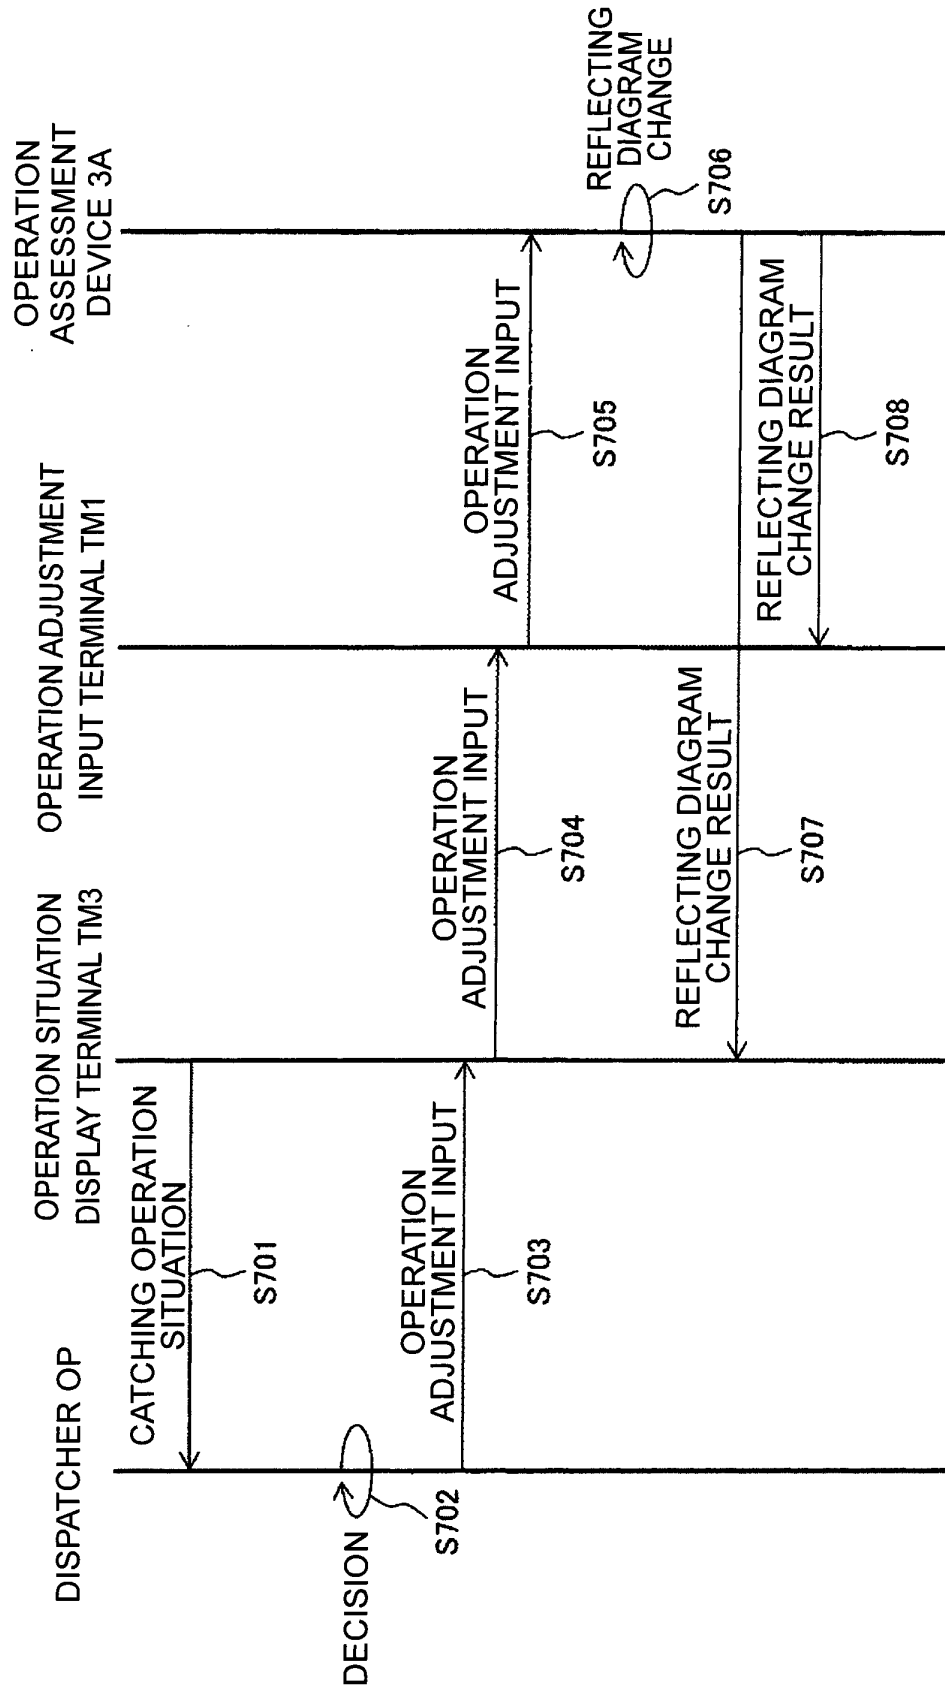 DISPATCHER OP
OPERATION SITUATION
DISPLAY TERMINAL TM3
OPERATION ADJUSTMENT
INPUT TERMINAL TM1
OPERATION
ASSESSMENT
DEVICE 3A
CATCHING OPERATION
SITUATION
S701
DECISION
S702
OPERATION
ADJUSTMENT INPUT
S703
OPERATION
ADJUSTMENT INPUT
S704
OPERATION
ADJUSTMENT INPUT
S705
REFLECTING
DIAGRAM
CHANGE
S706
REFLECTING DIAGRAM
CHANGE RESULT
S707
REFLECTING DIAGRAM
CHANGE RESULT
S708